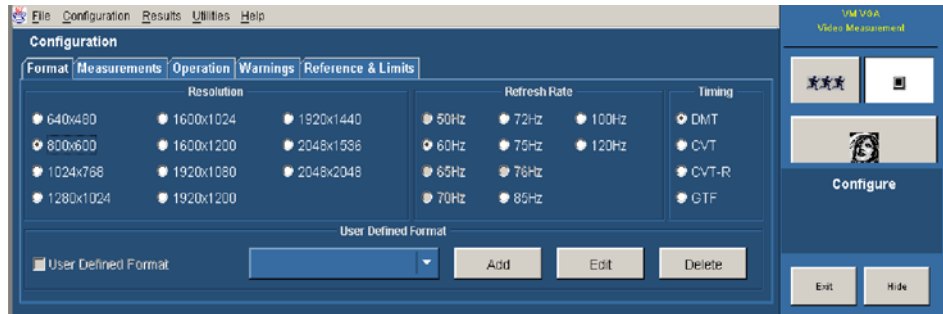 File Configuration Results Utilities Help
VM VGA
Video Measurement
Configuration
Format Measurements Operation Warnings Reference & Limits
Resolution
Refresh Rate
Timing
640x480 1600x1024 1920x1440 50Hz 72Hz 100Hz DMT
800x600 1600x1200 2048x1536 60Hz 75Hz 120Hz CVT
1024x768 1920x1080 2048x2048 65Hz 76Hz CVT-R
1280x1024 1920x1200 70Hz 85Hz GTF
Configure
User Defined Format
User Defined Format Add Edit Delete
Exit Hide